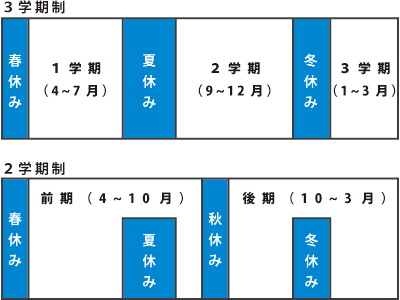 3学期制
春休み
1学期
(4~7月)
夏休み
2学期
(9~12月)
冬休み
3学期
(1~3月)
2学期制
春休み
前期(4~10月)
夏休み
秋休み
後期(10~3月)
冬休み